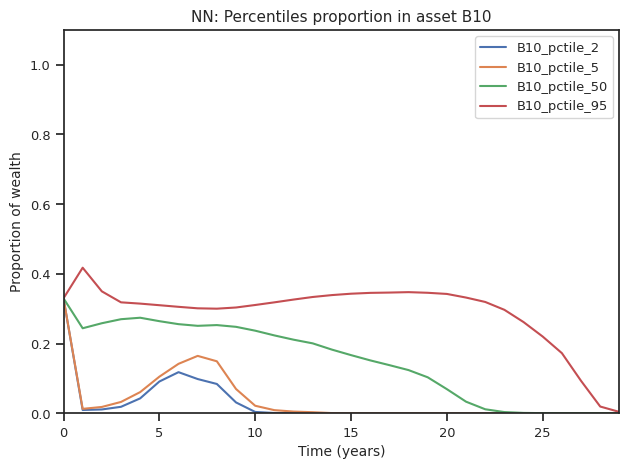 NN: Percentiles proportion in asset B10
B10_pctile_2
B10_pctile_5
B10_pctile_50
B10_pctile_95
Proportion of wealth
1.0
0.8
0.6
0.4
0.2
0.0
0 5 10 15 20 25
Time (years)